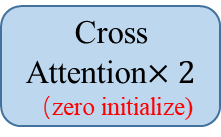 Cross
Attention× 2
（zero initialize)